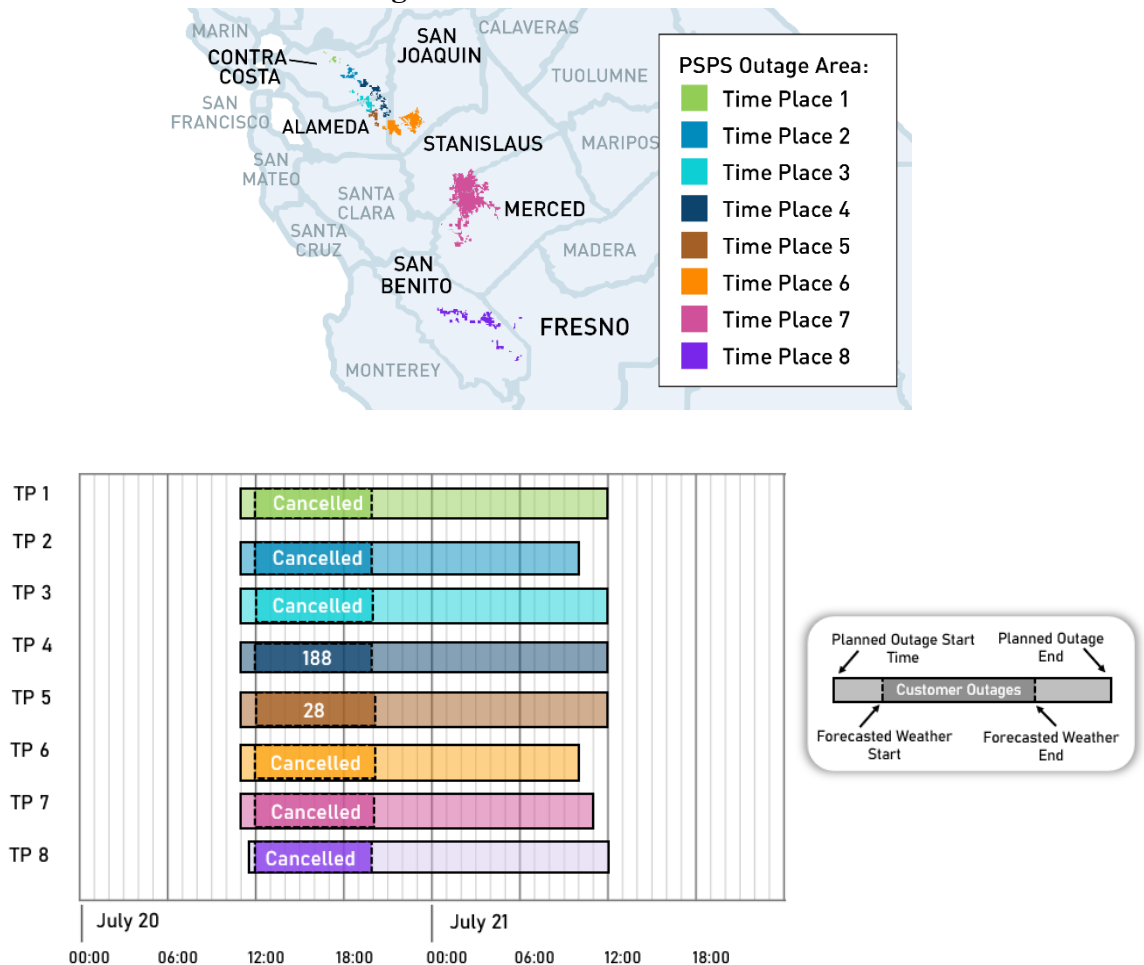 MARIN
CONTRA
COSTA
SAN
JOAQUIN
CALAVERAS
TUOLUMNE
SAN
FRANCISCO
ALAMEDA
STANISLAUS
MARIPOS
SAN
MATEO
SANTA
CLARA
MERCED
SANTA
CRUZ
MADERA
SAN
BENITO
FRESNO
MONTEREY
PSPS Outage Area:
Time Place 1
Time Place 2
Time Place 3
Time Place 4
Time Place 5
Time Place 6
Time Place 7
Time Place 8
TP 1 Cancelled
TP 2 Cancelled
TP 3 Cancelled
TP 4 188
TP 5 28
TP 6 Cancelled
TP 7 Cancelled
TP 8 Cancelled
July 20 July 21
00:00 06:00 12:00 18:00 00:00 06:00 12:00 18:00
Planned Outage Start
Time
Planned Outage
End
Customer Outages
Forecasted Weather
Start
Forecasted Weather
End